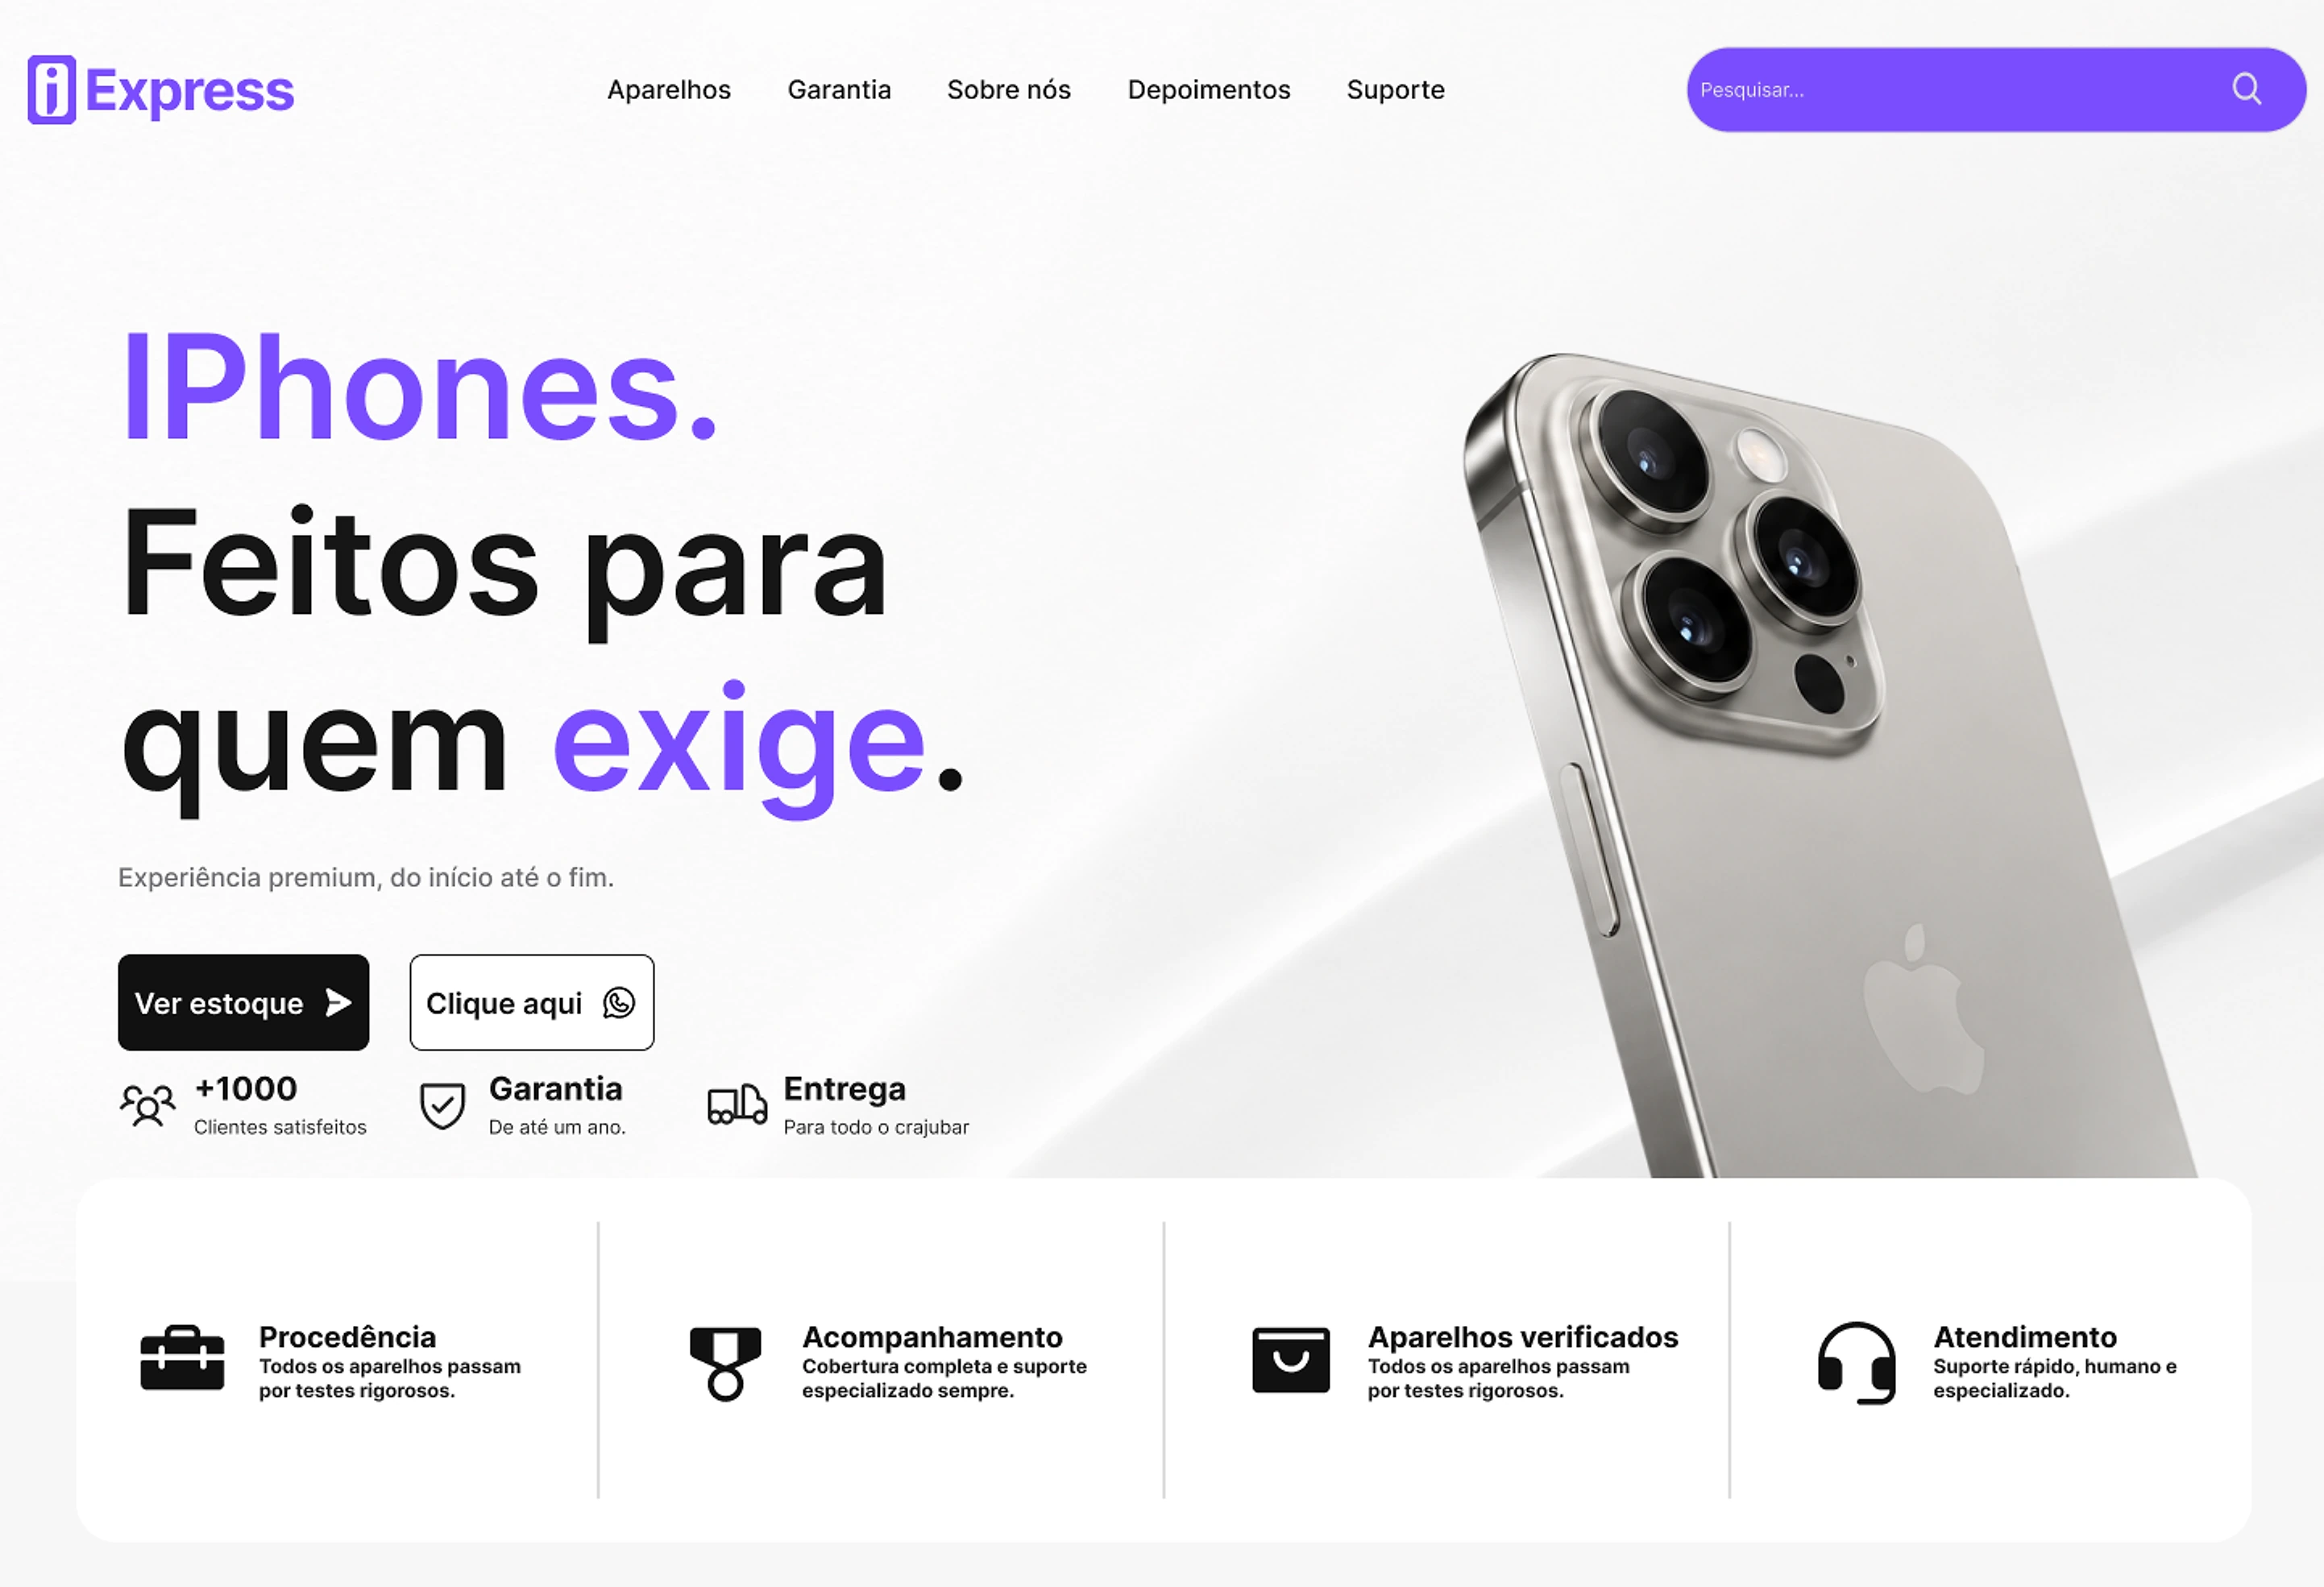 i Express
Aparelhos Garantia Sobre nós Depoimentos Suporte
Pesquisar...
IPhones.
Feitos para
quem exige.
Experiência premium, do início até o fim.
Ver estoque
Clique aqui
+1000
Clientes satisfeitos
Garantia
De até um ano.
Entrega
Para todo o crajubar
Procedência
Todos os aparelhos passam
por testes rigorosos.
Acompanhamento
Cobertura completa e suporte
especializado sempre.
Aparelhos verificados
Todos os aparelhos passam
por testes rigorosos.
Atendimento
Suporte rápido, humano e
especializado.